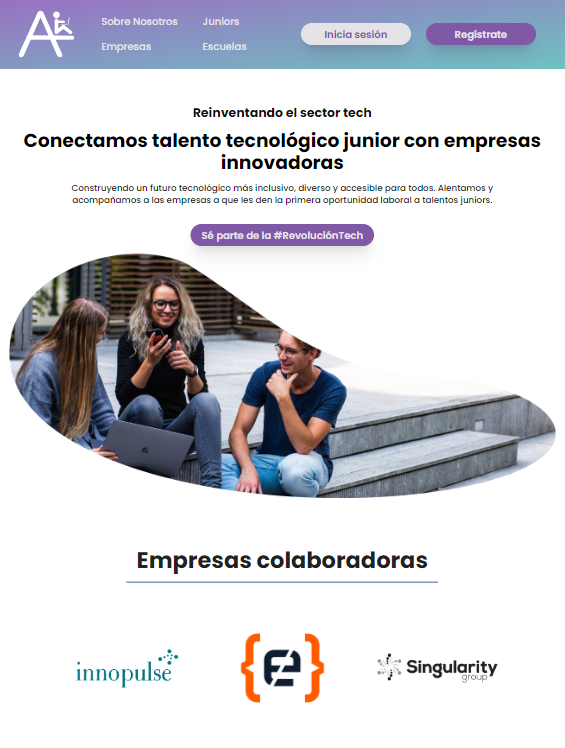 Sobre Nosotros
Juniors
Empresas
Escuelas
Inicia sesión
Regístrate
Reinventando el sector tech
Conectamos talento tecnológico junior con empresas
innovadoras
Construyendo un futuro tecnológico más inclusivo, diverso y accesible para todos. Alentamos y
acompañamos a las empresas a que les den la primera oportunidad laboral a talentos juniors.
Sé parte de la #RevoluciónTech
Empresas colaboradoras
innopulse
Singularity
group